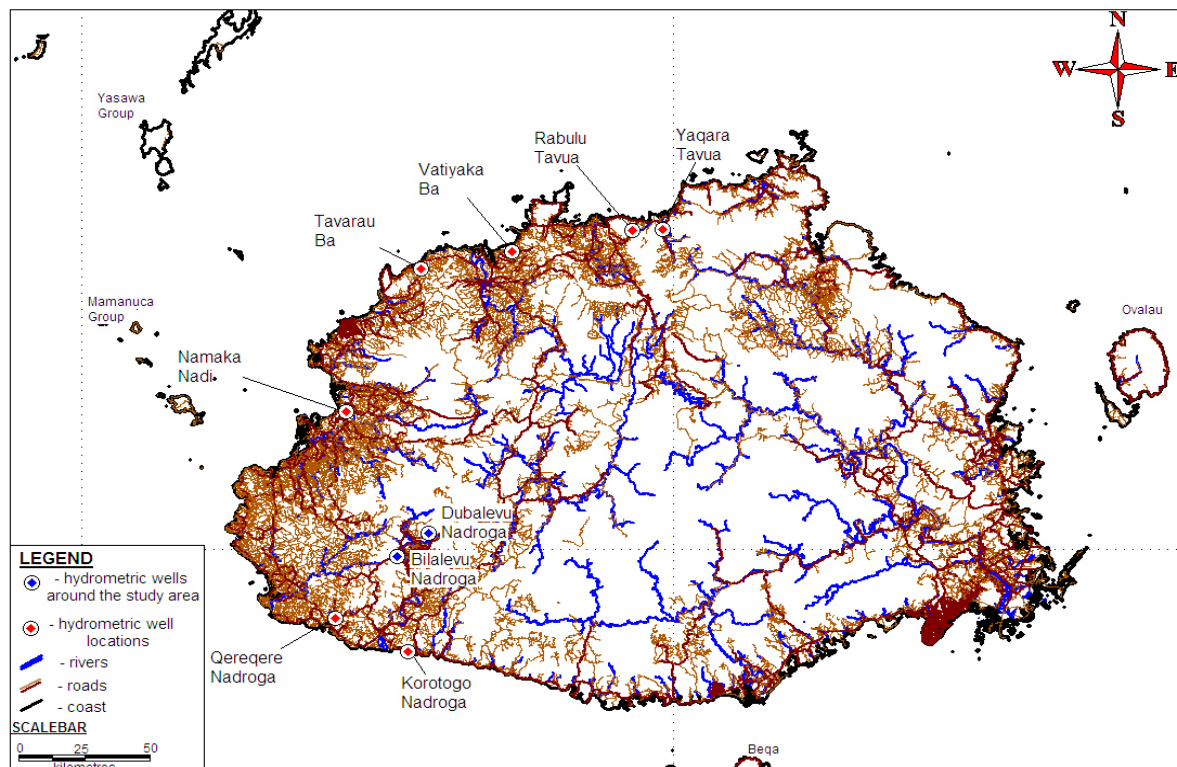 N
W
E
S
Yasawa
Group
Rabulu
Tavua
Yaqara
Tavua
Vatiyaka
Ba
Tavarau
Ba
Mamanuca
Group
Ovalau
Namaka
Nadi
Dubalevu
Nadroga
Bilalevu
Nadroga
Qereqere
Nadroga
Korotogo
Nadroga
Beqa
LEGEND
- hydrometric wells
around the study area
- hydrometric well
locations
- rivers
- roads
- coast
SCALEBAR
0 25 50
kilometres